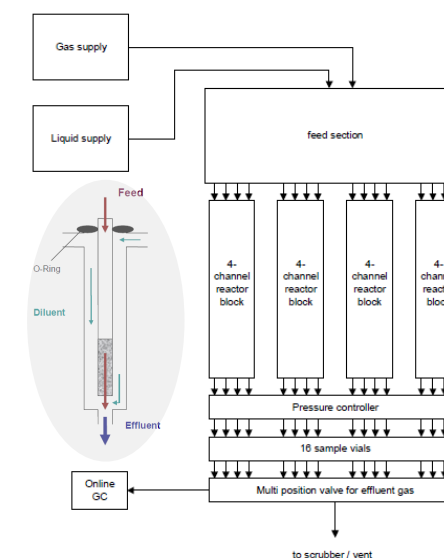 Gas supply
Liquid supply
feed section
Feed
O-Ring
Diluent
Effluent
4-
channel
reactor
block
4-
channel
reactor
block
4-
channel
reactor
block
4-
Pressure controller
16 sample vials
Multi position valve for effluent gas
Online
GC
to scrubber / vent